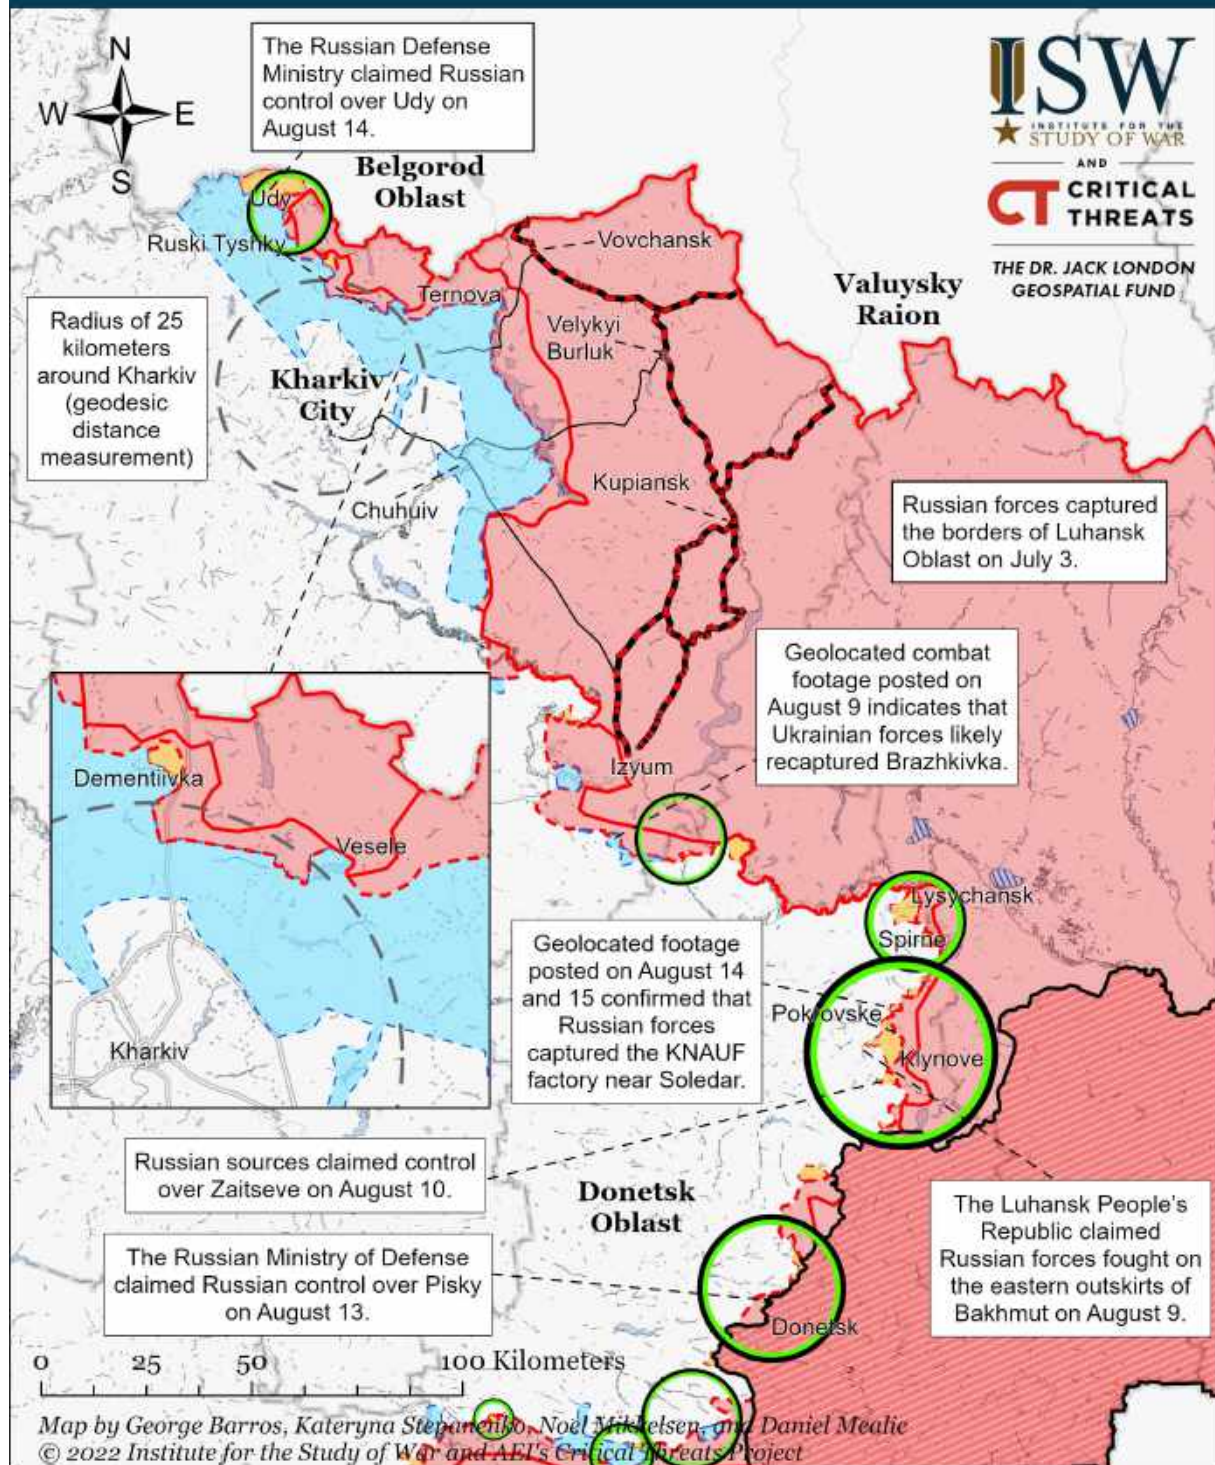 N
W
E
S
The Russian Defense
Ministry claimed Russian
control over Udy on
August 14.
ISW
INSTITUTE FOR THE
STUDY OF WAR
AND
CT CRITICAL
THREATS
THE DR. JACK LONDON
GEOSPATIAL FUND
Belgorod
Oblast
Udy
Ruski Tyshky
Vovchansk
Ternova
Valuysky
Raion
Radius of 25
kilometers
around Kharkiv
(geodesic
distance
measurement)
Velykyi
Burluk
Kharkiv
City
Kupiansk
Chuhuiv
Russian forces captured
the borders of Luhansk
Oblast on July 3.
Geolocated combat
footage posted on
August 9 indicates that
Ukrainian forces likely
recaptured Brazhkivka.
Izyum
Dementiivka
Vesele
Kharkiv
Lysychansk
Spirne
Geolocated footage
posted on August 14
and 15 confirmed that
Russian forces
captured the KNAUF
factory near Soledar.
Pokrovske
Klynove
Russian sources claimed control
over Zaitseve on August 10.
Donetsk
Oblast
The Russian Ministry of Defense
claimed Russian control over Pisky
on August 13.
The Luhansk People's
Republic claimed
Russian forces fought on
the eastern outskirts of
Bakhmut on August 9.
Donetsk
0 25 50 100 Kilometers
Map by George Barros, Kateryna Stepanenko, Noel Mikkelsen, and Daniel Mealie
© 2022 Institute for the Study of War and AEI's Critical Threats Project